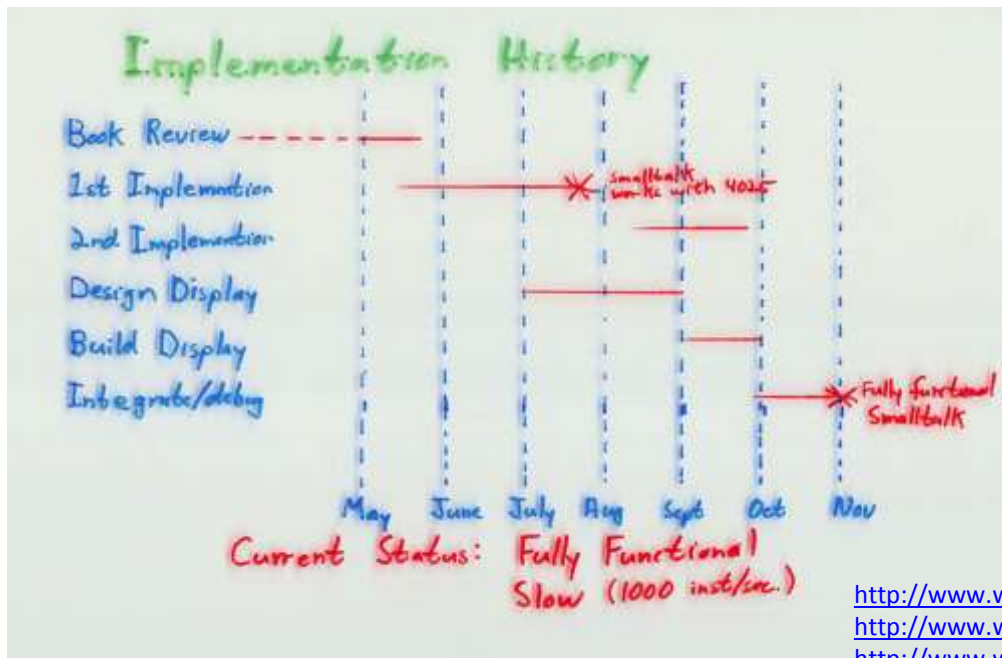 Implementation History
Book Review
1st Implemntation
smalltalk
works with 4025
2nd Implemention
Design Display
Build Display
Integrate/debug
Fully functional
Smalltalk
May June July Aug Sept Oct Nov
Current Status: Fully Functional
Slow (1000 inst/sec.)
http://www.w
http://www.w